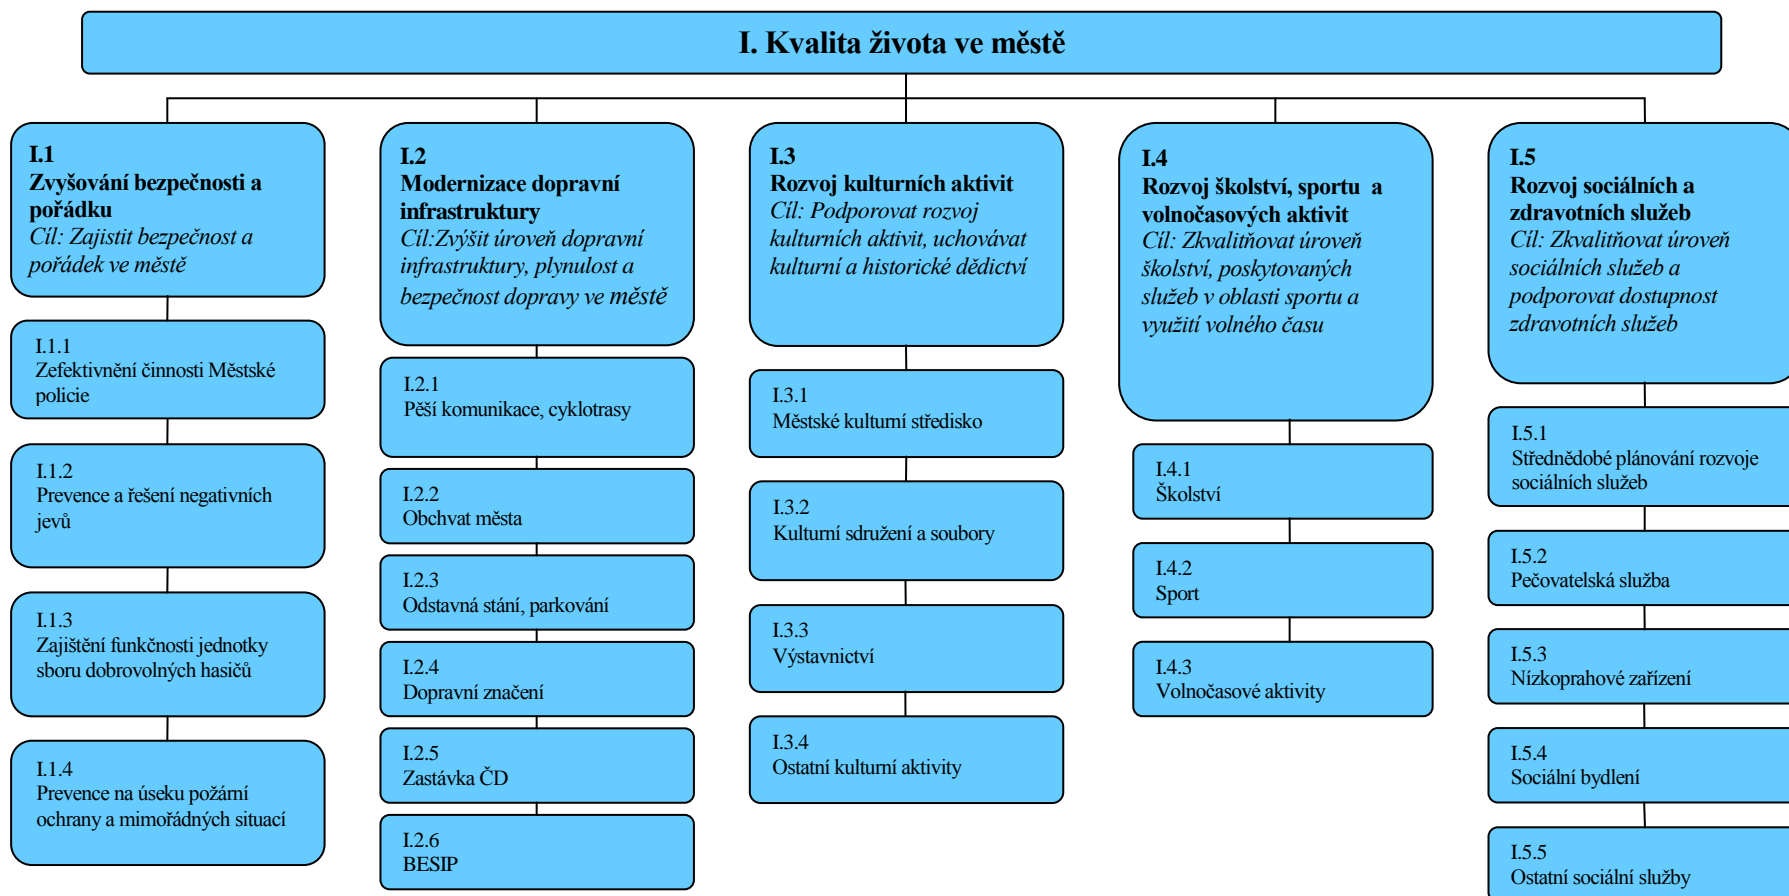 I. Kvalita života ve městě
I.1
Zvyšování bezpečnosti a
pořádku
Cíl: Zajistit bezpečnost a
pořádek ve městě
I.1.1
Zefektivnění činnosti Městské
policie
I.1.2
Prevence a řešení negativních
jevů
I.1.3
Zajištění funkčnosti jednotky
sboru dobrovolných hasičů
I.1.4
Prevence na úseku požární
ochrany a mimořádných situací
I.2
Modernizace dopravní
infrastruktury
Cíl:Zvýšit úroveň dopravní
infrastruktury, plynulost a
bezpečnost dopravy ve městě
I.2.1
Pěší komunikace, cyklotrasy
I.2.2
Obchvat města
I.2.3
Odstavná stání, parkování
I.2.4
Dopravní značení
I.2.5
Zastávka ČD
I.2.6
BESIP
I.3
Rozvoj kulturních aktivit
Cíl: Podporovat rozvoj
kulturních aktivit, uchovávat
kulturní a historické dědictví
I.3.1
Městské kulturní středisko
I.3.2
Kulturní sdružení a soubory
I.3.3
Výstavnictví
I.3.4
Ostatní kulturní aktivity
I.4
Rozvoj školství, sportu a
volnočasových aktivit
Cíl: Zkvalitňovat úroveň
školství, poskytovaných
služeb v oblasti sportu a
využití volného času
I.4.1
Školství
I.4.2
Sport
I.4.3
Volnočasové aktivity
I.5
Rozvoj sociálních a
zdravotních služeb
Cíl: Zkvalitňovat úroveň
sociálních služeb a
podporovat dostupnost
zdravotních služeb
I.5.1
Střednědobé plánování rozvoje
sociálních služeb
I.5.2
Pečovatelská služba
I.5.3
Nízkoprahové zařízení
I.5.4
Sociální bydlení
I.5.5
Ostatní sociální služby